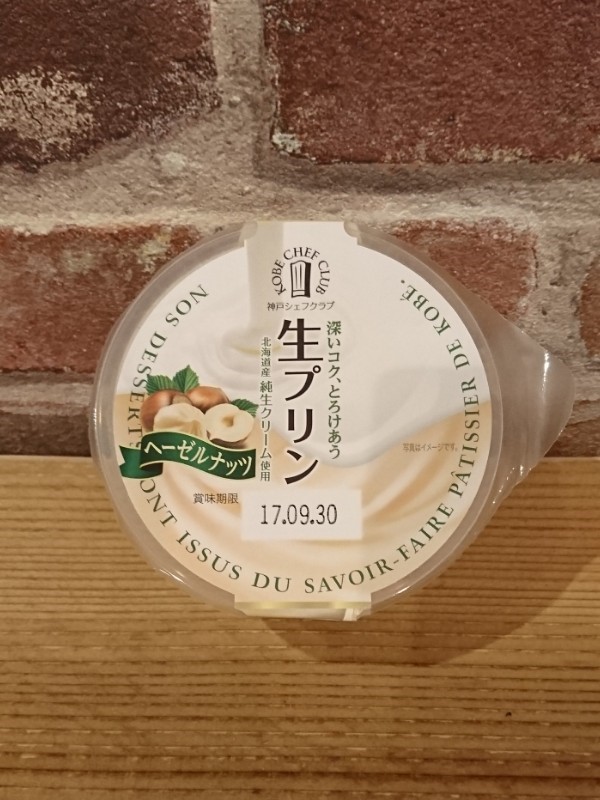 KOBE CHEF CLUB
神戸シェフクラブ
深いコク、とろけあう
生プリン
北海道産 純生クリーム使用
ヘーゼルナッツ
写真はイメージです。
賞味期限
17.09.30
NOS DESSERTS ONT ISSUS DU SAVOIR-FAIRE PÂTISSIER DE KOBÉ.